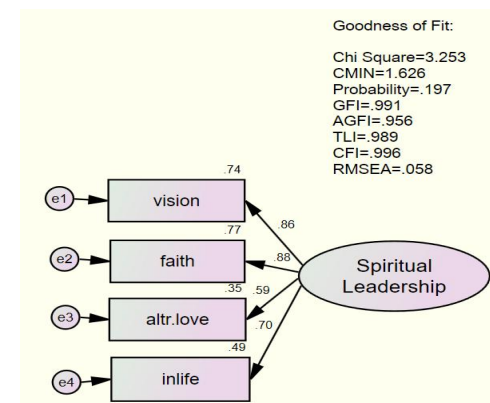 Goodness of Fit:
Chi Square=3.253
CMIN=1.626
Probability=.197
GFI=.991
AGFI=.956
TLI=.989
CFI=.996
RMSEA=.058
.74
e1
vision
.86
.77
e2
faith
.88
Spiritual
Leadership
.35
.59
e3
altr.love
.70
.49
e4
inlife